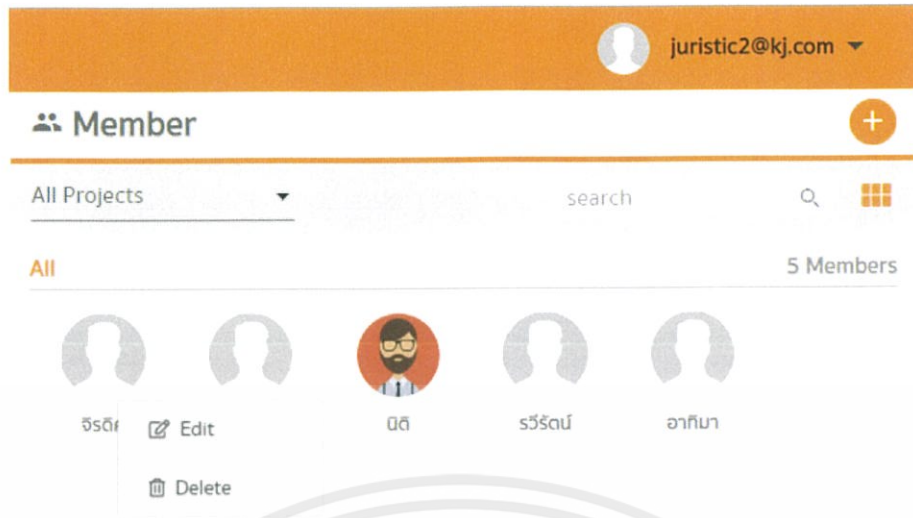 juristic2@kj.com
Member
All Projects
search
All
5 Members
นิติ
รวีรัตน์
อาทิมา
Edit
Delete